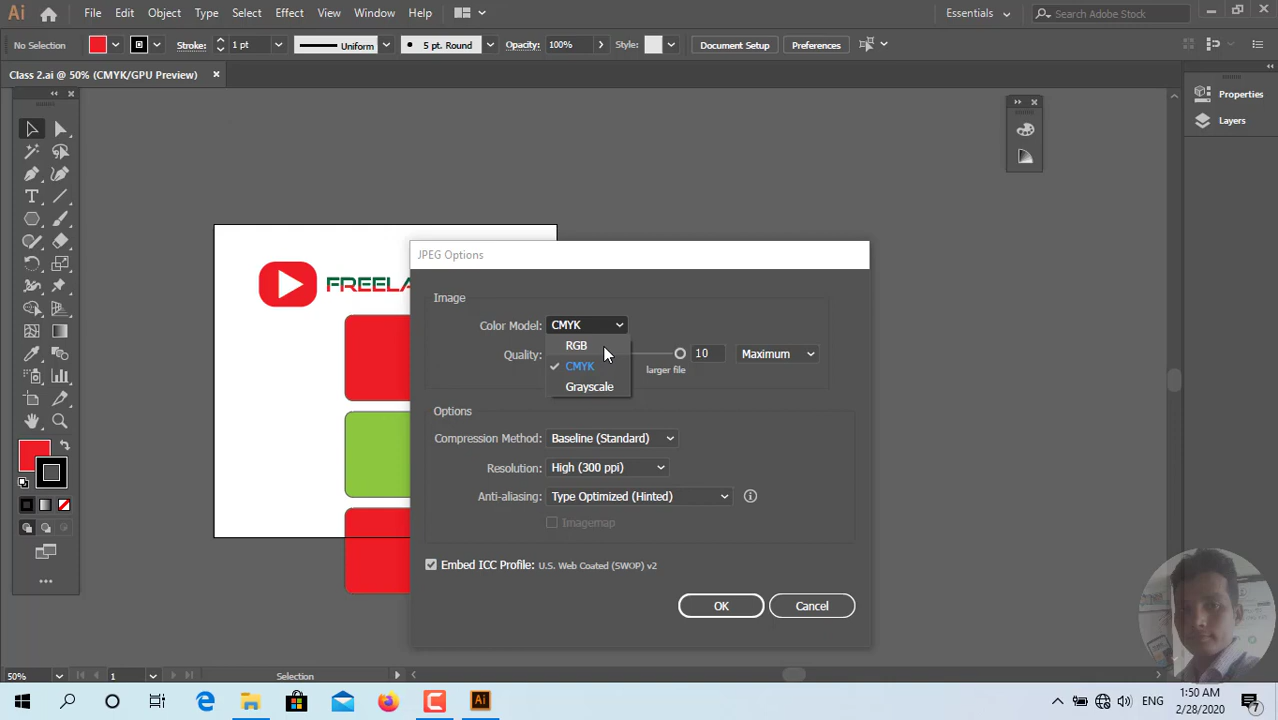 Ai File Edit Object Type Select Effect View Window Help Essentials Search Adobe Stock
No Selection Stroke: 1 pt Uniform 5 pt. Round Opacity: 100% Style: Document Setup Preferences
Class 2.ai @ 50% (CMYK/GPU Preview)
Properties
Layers
FREELA
JPEG Options
Image
Color Model: CMYK
RGB
CMYK
Grayscale
Quality: 10 Maximum
larger file
Options
Compression Method: Baseline (Standard)
Resolution: High (300 ppi)
Anti-aliasing: Type Optimized (Hinted)
Imagemap
Embed ICC Profile: U.S. Web Coated (SWOP) v2
OK Cancel
50% 1 Selection
Ai ENG 1:50 AM
2/28/2020 7